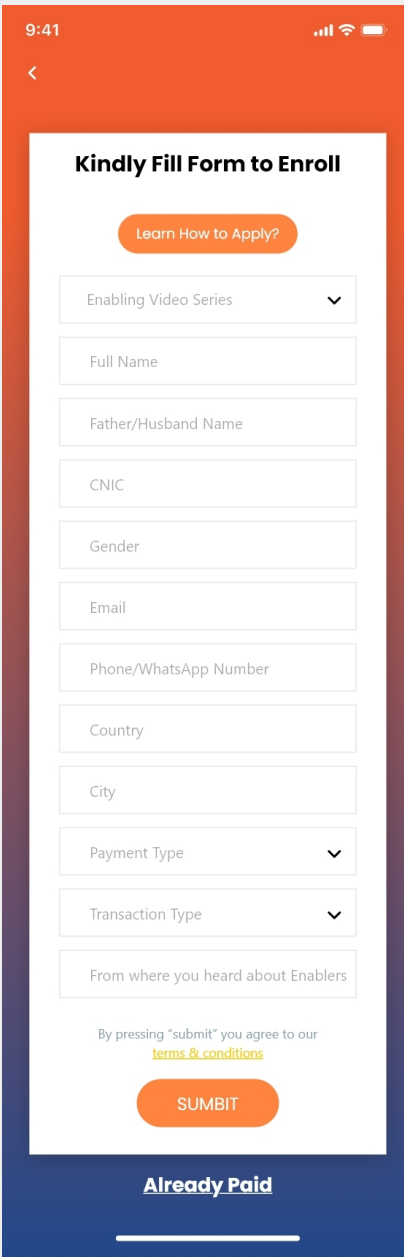 9:41
Kindly Fill Form to Enroll
Learn How to Apply?
Enabling Video Series
Full Name
Father/Husband Name
CNIC
Gender
Email
Phone/WhatsApp Number
Country
City
Payment Type
Transaction Type
From where you heard about Enablers
By pressing “submit” you agree to our
terms & conditions
SUMBIT
Already Paid